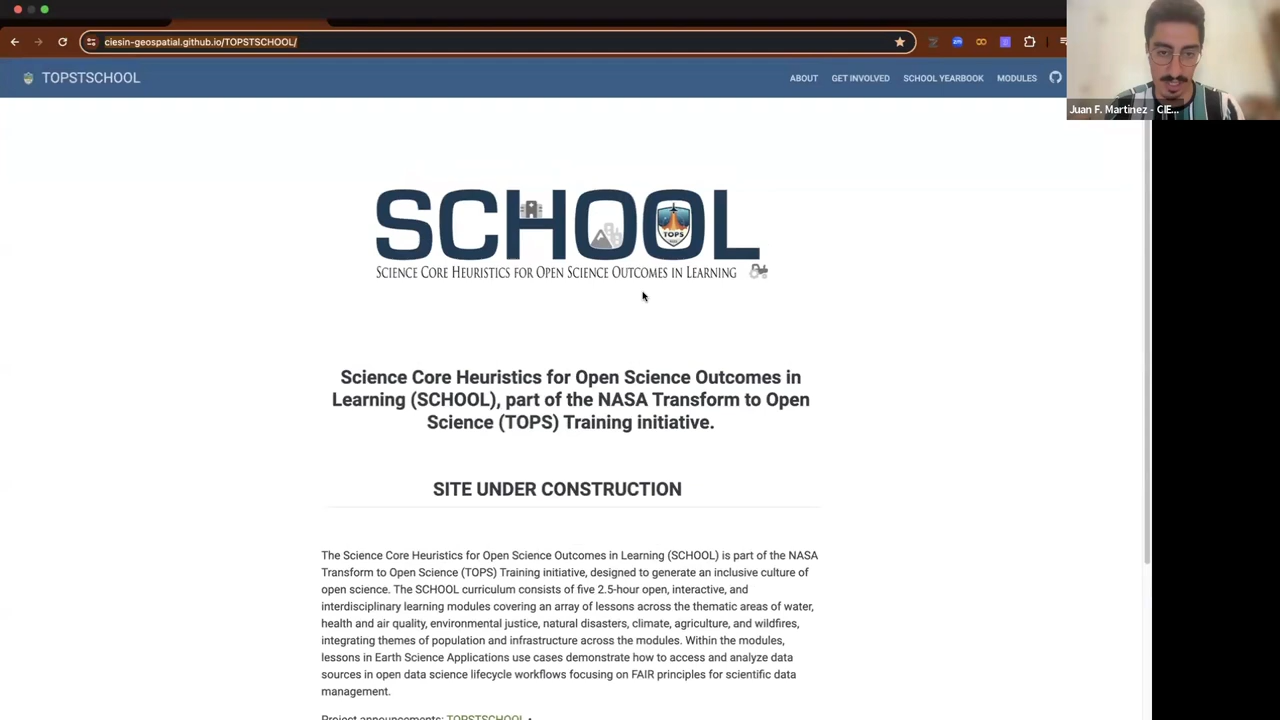 ciesin-geospatial.github.io/TOPSTSCHOOL/
TOPSTSCHOOL
ABOUT
GET INVOLVED
SCHOOL YEARBOOK
MODULES
Juan F. Martinez - CIE...
SCHOOL
TOPS
SCIENCE CORE HEURISTICS FOR OPEN SCIENCE OUTCOMES IN LEARNING
Science Core Heuristics for Open Science Outcomes in
Learning (SCHOOL), part of the NASA Transform to Open
Science (TOPS) Training initiative.
SITE UNDER CONSTRUCTION
The Science Core Heuristics for Open Science Outcomes in Learning (SCHOOL) is part of the NASA
Transform to Open Science (TOPS) Training initiative, designed to generate an inclusive culture of
open science. The SCHOOL curriculum consists of five 2.5-hour open, interactive, and
interdisciplinary learning modules covering an array of lessons across the thematic areas of water,
health and air quality, environmental justice, natural disasters, climate, agriculture, and wildfires,
integrating themes of population and infrastructure across the modules. Within the modules,
lessons in Earth Science Applications use cases demonstrate how to access and analyze data
sources in open data science lifecycle workflows focusing on FAIR principles for scientific data
management.
Project announcements: TOPSTSCHOOL